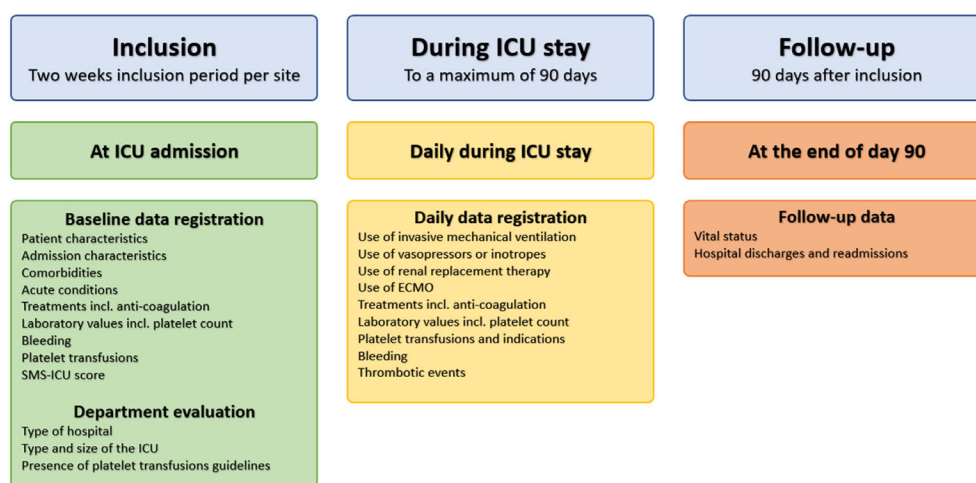 Inclusion
Two weeks inclusion period per site
At ICU admission
Baseline data registration
Patient characteristics
Admission characteristics
Comorbidities
Acute conditions
Treatments incl. anti-coagulation
Laboratory values incl. platelet count
Bleeding
Platelet transfusions
SMS-ICU score
Department evaluation
Type of hospital
Type and size of the ICU
Presence of platelet transfusions guidelines
During ICU stay
To a maximum of 90 days
Daily during ICU stay
Daily data registration
Use of invasive mechanical ventilation
Use of vasopressors or inotropes
Use of renal replacement therapy
Use of ECMO
Treatments incl. anti-coagulation
Laboratory values incl. platelet count
Platelet transfusions and indications
Bleeding
Thrombotic events
Follow-up
90 days after inclusion
At the end of day 90
Follow-up data
Vital status
Hospital discharges and readmissions